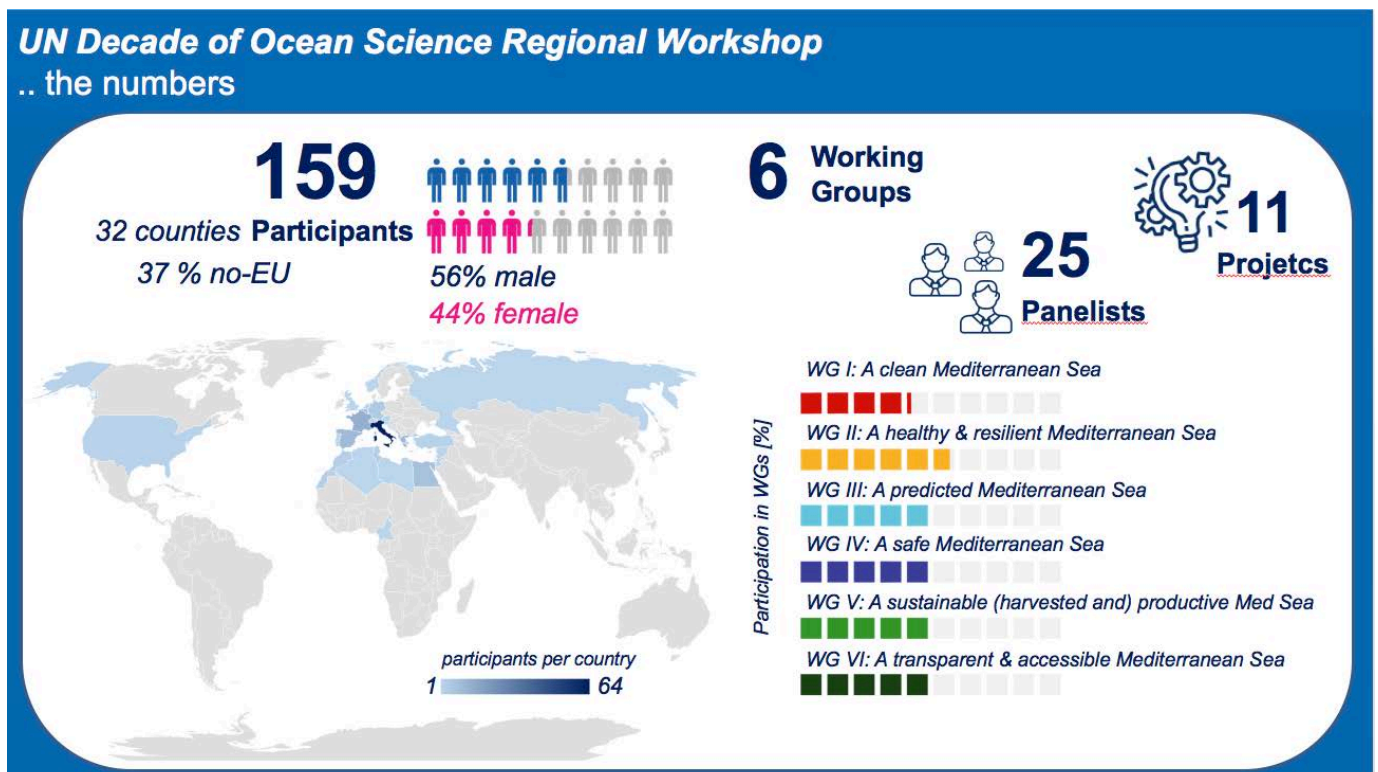 UN Decade of Ocean Science Regional Workshop
.. the numbers
159
32 counties Participants
37 % no-EU
56% male
44% female
6 Working
Groups
25
Panelists
11
Projetcs
participants per country
1 64
Participation in WGs [%]
WG I: A clean Mediterranean Sea
WG II: A healthy & resilient Mediterranean Sea
WG III: A predicted Mediterranean Sea
WG IV: A safe Mediterranean Sea
WG V: A sustainable (harvested and) productive Med Sea
WG VI: A transparent & accessible Mediterranean Sea